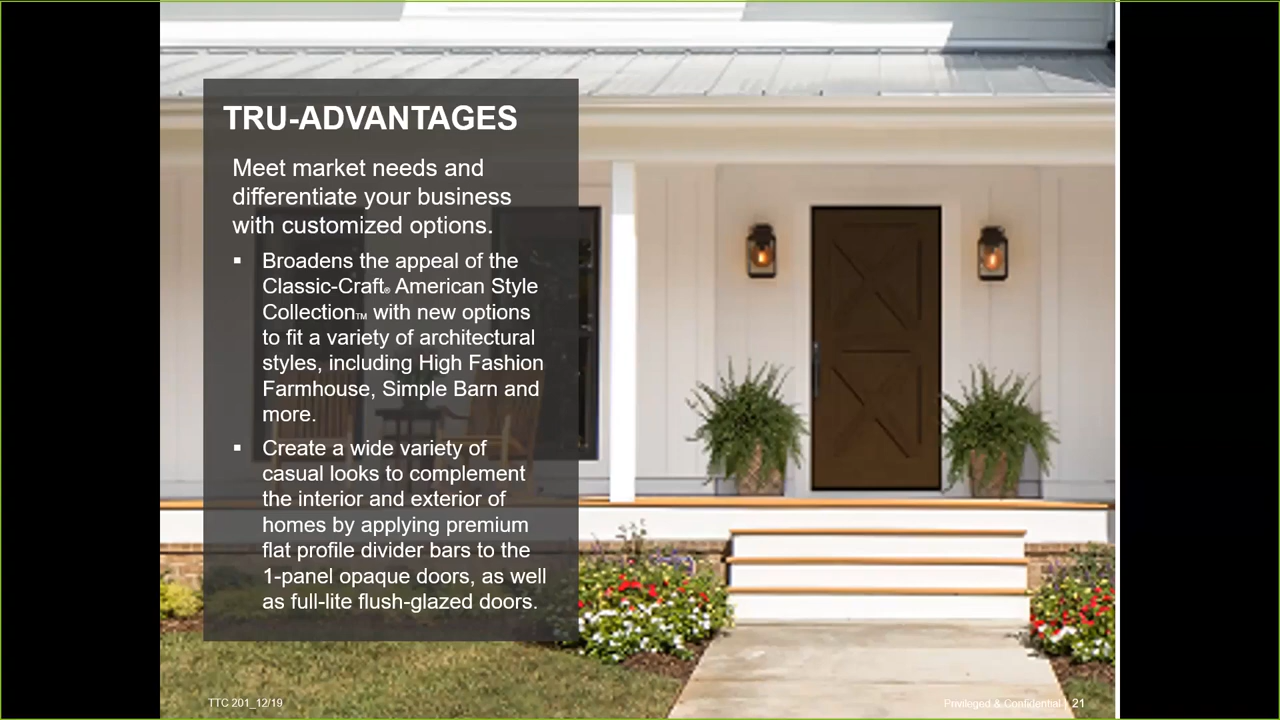 TRU-ADVANTAGES
Meet market needs and
differentiate your business
with customized options.
▪ Broadens the appeal of the
Classic-Craft® American Style
Collection™ with new options
to fit a variety of architectural
styles, including High Fashion
Farmhouse, Simple Barn and
more.
▪ Create a wide variety of
casual looks to complement
the interior and exterior of
homes by applying premium
flat profile divider bars to the
1-panel opaque doors, as well
as full-lite flush-glazed doors.
TTC 201_12/19
Privileged & Confidential | 21